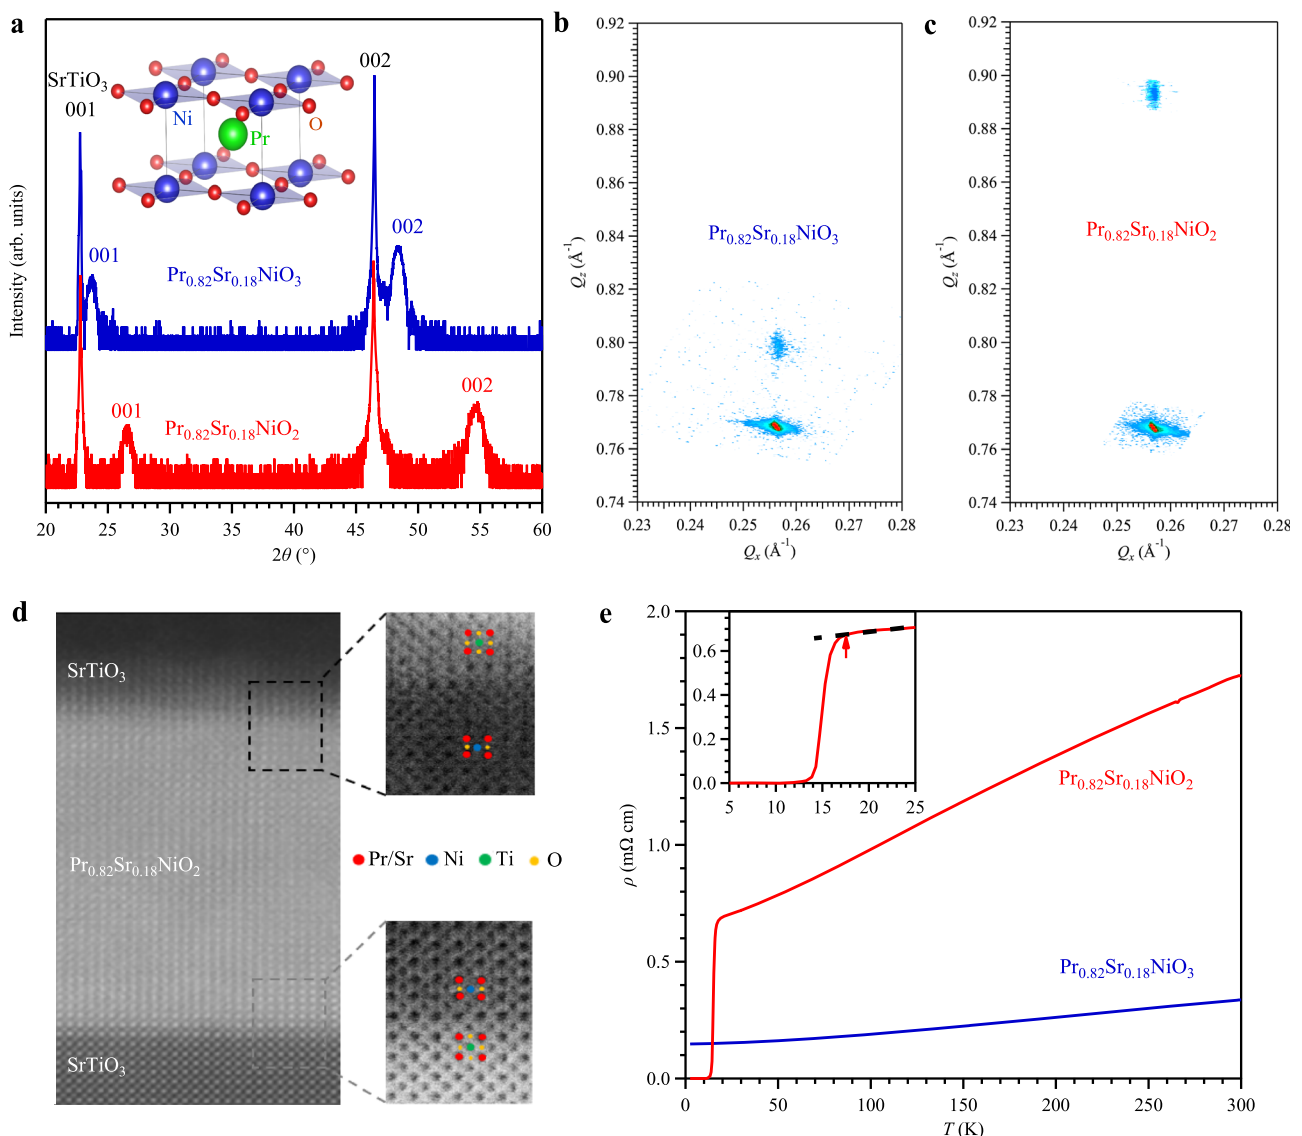 a
SrTiO₃
001
002
Ni
Pr
O
001
002
Pr₀.₈₂Sr₀.₁₈NiO₃
001
002
Pr₀.₈₂Sr₀.₁₈NiO₂
Intensity (arb. units)
20 25 30 35 40 45 50 55 60
2θ (°)
b
0.92
0.90
0.88
0.86
0.84
0.82
0.80
0.78
0.76
0.74
Q_z (Å⁻¹)
Pr₀.₈₂Sr₀.₁₈NiO₃
0.23 0.24 0.25 0.26 0.27 0.28
Qₓ (Å⁻¹)
c
0.92
0.90
0.88
0.86
0.84
0.82
0.80
0.78
0.76
0.74
Q_z (Å⁻¹)
Pr₀.₈₂Sr₀.₁₈NiO₂
0.23 0.24 0.25 0.26 0.27 0.28
Qₓ (Å⁻¹)
d
SrTiO₃
Pr₀.₈₂Sr₀.₁₈NiO₂
SrTiO₃
Pr/Sr Ni Ti O
e
2.0
1.5
1.0
0.5
0.0
ρ (mΩ cm)
0.6
0.4
0.2
0.0
5 10 15 20 25
Pr₀.₈₂Sr₀.₁₈NiO₂
Pr₀.₈₂Sr₀.₁₈NiO₃
0 50 100 150 200 250 300
T (K)